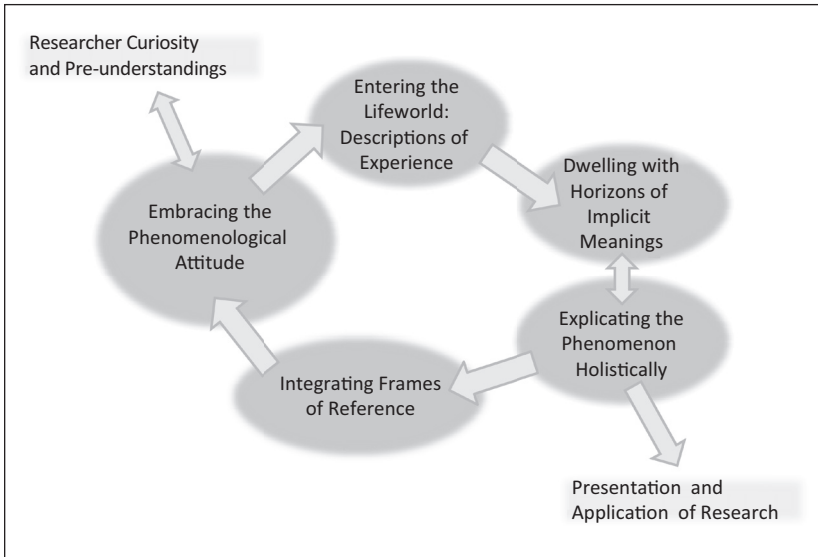 Researcher Curiosity
and Pre-understandings
Entering the
Lifeworld:
Descriptions of
Experience
Dwelling with
Horizons of
Implicit
Meanings
Embracing the
Phenomenological
Attitude
Explicating the
Phenomenon
Holistically
Integrating Frames
of Reference
Presentation and
Application of Research